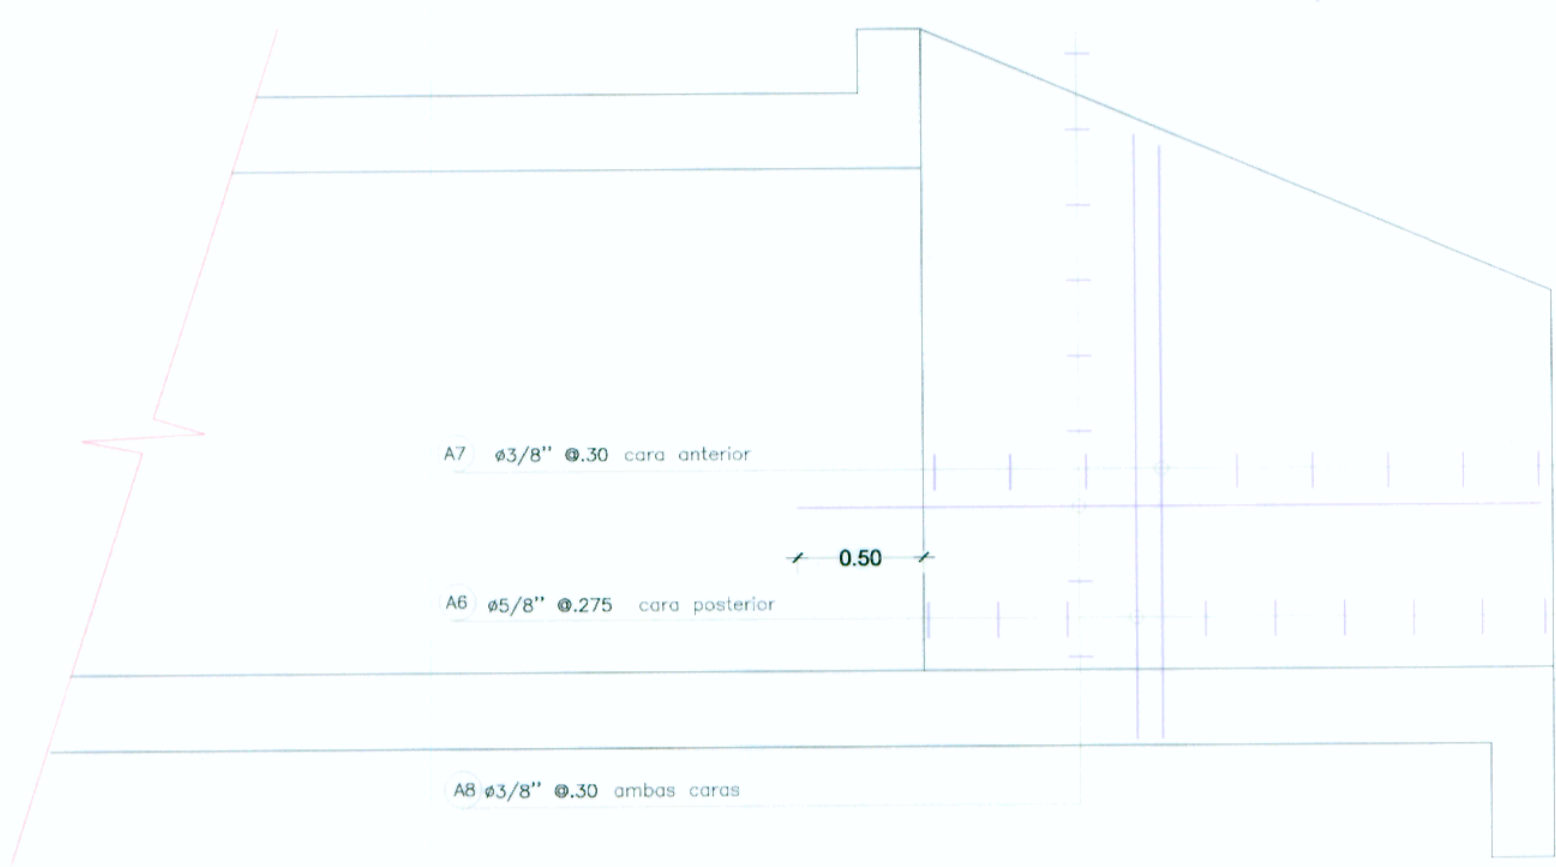 A7 ø3/8" @.30 cara anterior
0.50
A6 ø5/8" @.275 cara posterior
A8 ø3/8" @.30 ambas caras